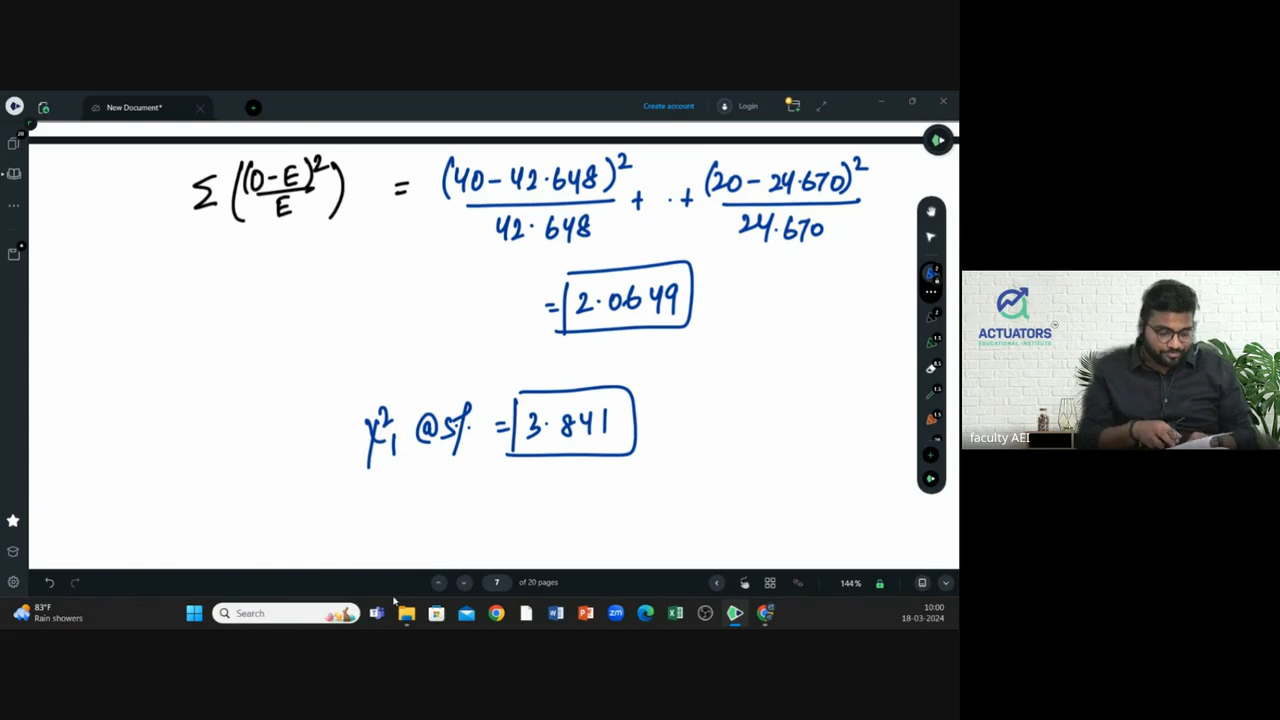 New Document*
Create account
Login
Σ ((O-E)²/E) = (40-42.648)²/42.648 + .. + (20-24.670)²/24.670
= 2.0649
χ²₁ @5% = 3.841
ACTUATORS
EDUCATIONAL INSTITUTE
faculty AEI
7 of 20 pages
144%
83°F
Rain showers
Search
10:00
18-03-2024